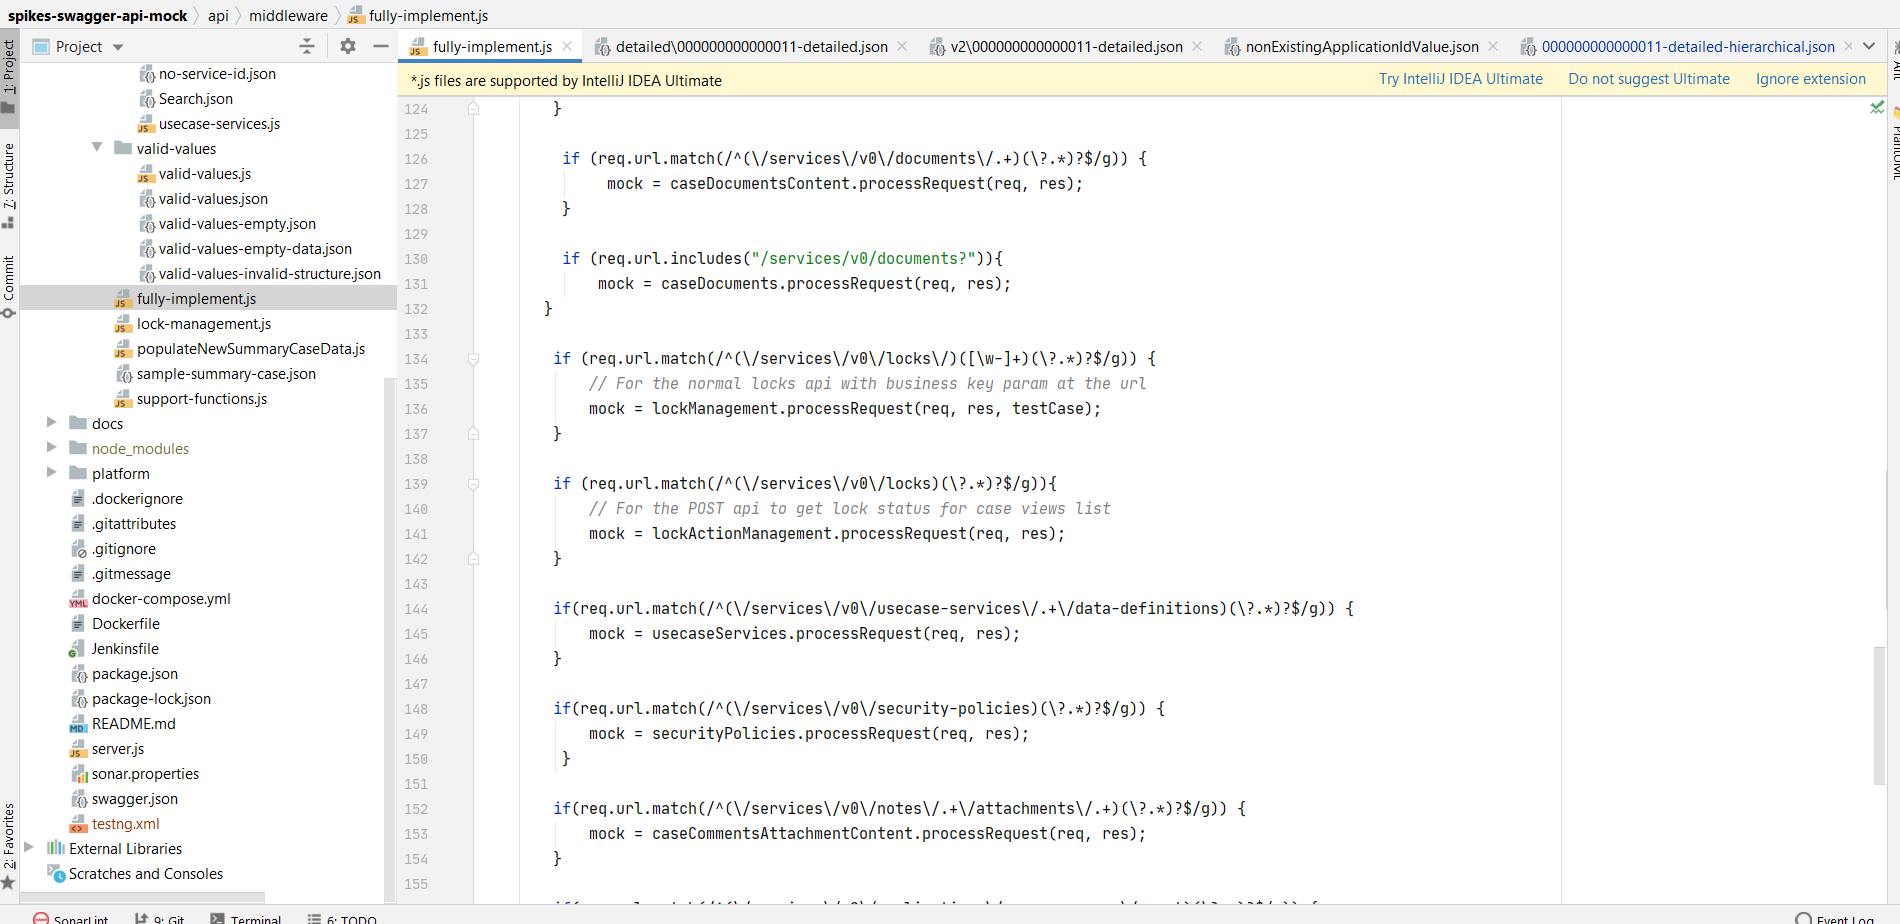 spikes-swagger-api-mock api middleware fully-implement.js
Project
fully-implement.js detailed\000000000000011-detailed.json v2\000000000000011-detailed.json nonExistingApplicationIdValue.json 000000000000011-detailed-hierarchical.json
*.js files are supported by IntelliJ IDEA Ultimate Try IntelliJ IDEA Ultimate Do not suggest Ultimate Ignore extension
1: Project
7: Structure
Commit
2: Favorites
no-service-id.json
Search.json
usecase-services.js
valid-values
valid-values.js
valid-values.json
valid-values-empty.json
valid-values-empty-data.json
valid-values-invalid-structure.json
fully-implement.js
lock-management.js
populateNewSummaryCaseData.js
sample-summary-case.json
support-functions.js
docs
node_modules
platform
.dockerignore
.gitattributes
.gitignore
.gitmessage
docker-compose.yml
Dockerfile
Jenkinsfile
package.json
package-lock.json
README.md
server.js
sonar.properties
swagger.json
testng.xml
External Libraries
Scratches and Consoles
124 }
125
126 if (req.url.match(/^(\/services\/v0\/documents\/.+)(\?.*)?$/g)) {
127 mock = caseDocumentsContent.processRequest(req, res);
128 }
129
130 if (req.url.includes("/services/v0/documents?")){
131 mock = caseDocuments.processRequest(req, res);
132 }
133
134 if (req.url.match(/^(\/services\/v0\/locks\/)([\w-]+)(\?.*)?$/g)) {
135 // For the normal locks api with business key param at the url
136 mock = lockManagement.processRequest(req, res, testCase);
137 }
138
139 if (req.url.match(/^(\/services\/v0\/locks)(\?.*)?$/g)){
140 // For the POST api to get lock status for case views list
141 mock = lockActionManagement.processRequest(req, res);
142 }
143
144 if(req.url.match(/^(\/services\/v0\/usecase-services\/.+\/data-definitions)(\?.*)?$/g)) {
145 mock = usecaseServices.processRequest(req, res);
146 }
147
148 if(req.url.match(/^(\/services\/v0\/security-policies)(\?.*)?$/g)) {
149 mock = securityPolicies.processRequest(req, res);
150 }
151
152 if(req.url.match(/^(\/services\/v0\/notes\/.+\/attachments\/.+)(\?.*)?$/g)) {
153 mock = caseCommentsAttachmentContent.processRequest(req, res);
154 }
155
Ant
PlantUML
SonarLint 9: Git Terminal 6: TODO Event Log